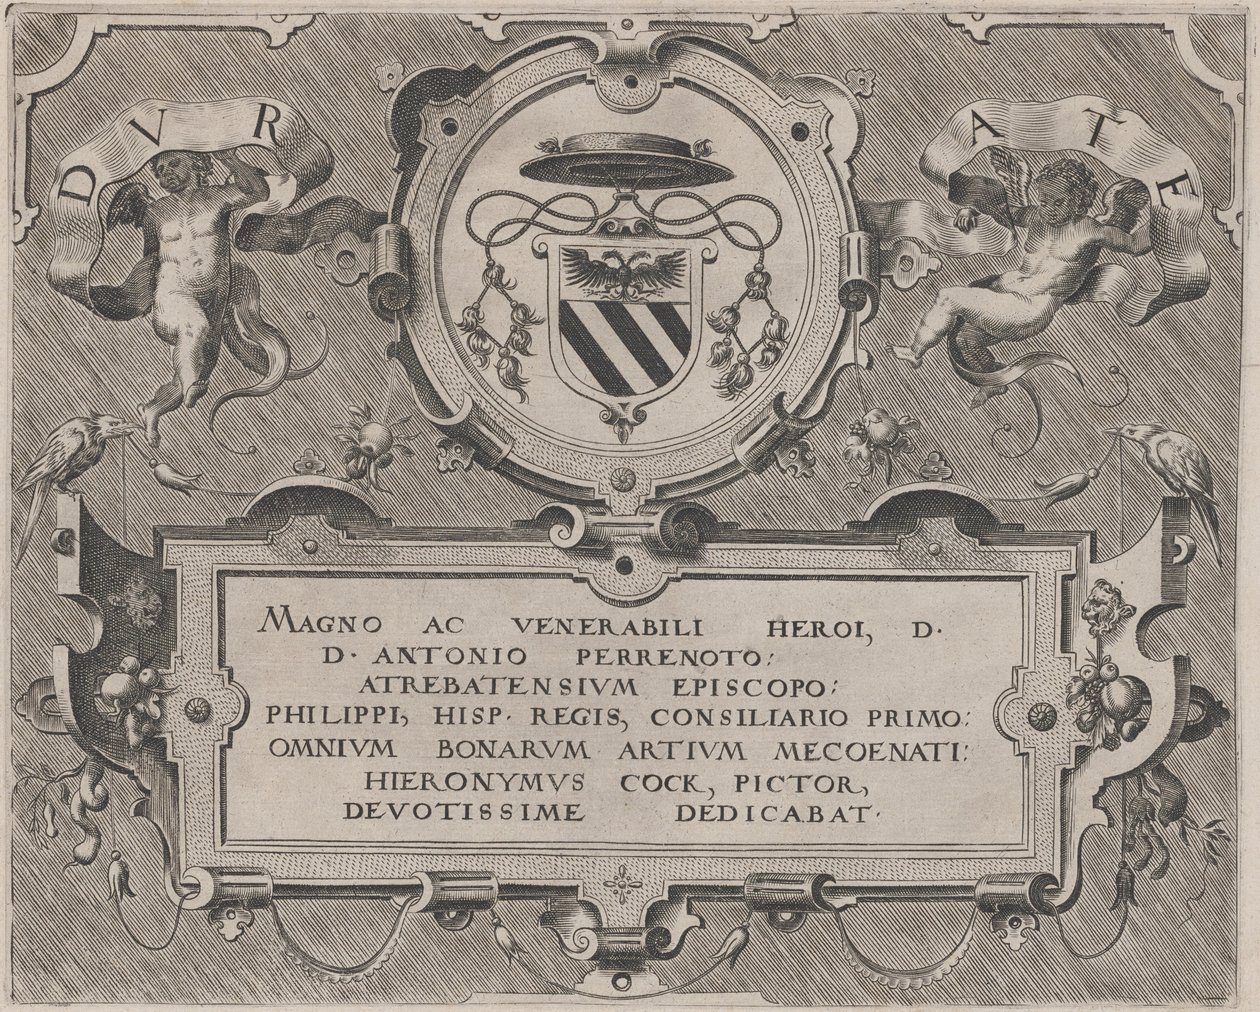 DVR ATE
MAGNO AC VENERABILI HEROI, D.
D. ANTONIO PERRENOTO:
ATREBATENSIVM EPISCOPO:
PHILIPPI, HISP. REGIS, CONSILIARIO PRIMO:
OMNIVM BONARVM ARTIVM MECOENATI:
HIERONYMVS COCK, PICTOR,
DEVOTISSIME DEDICABAT.